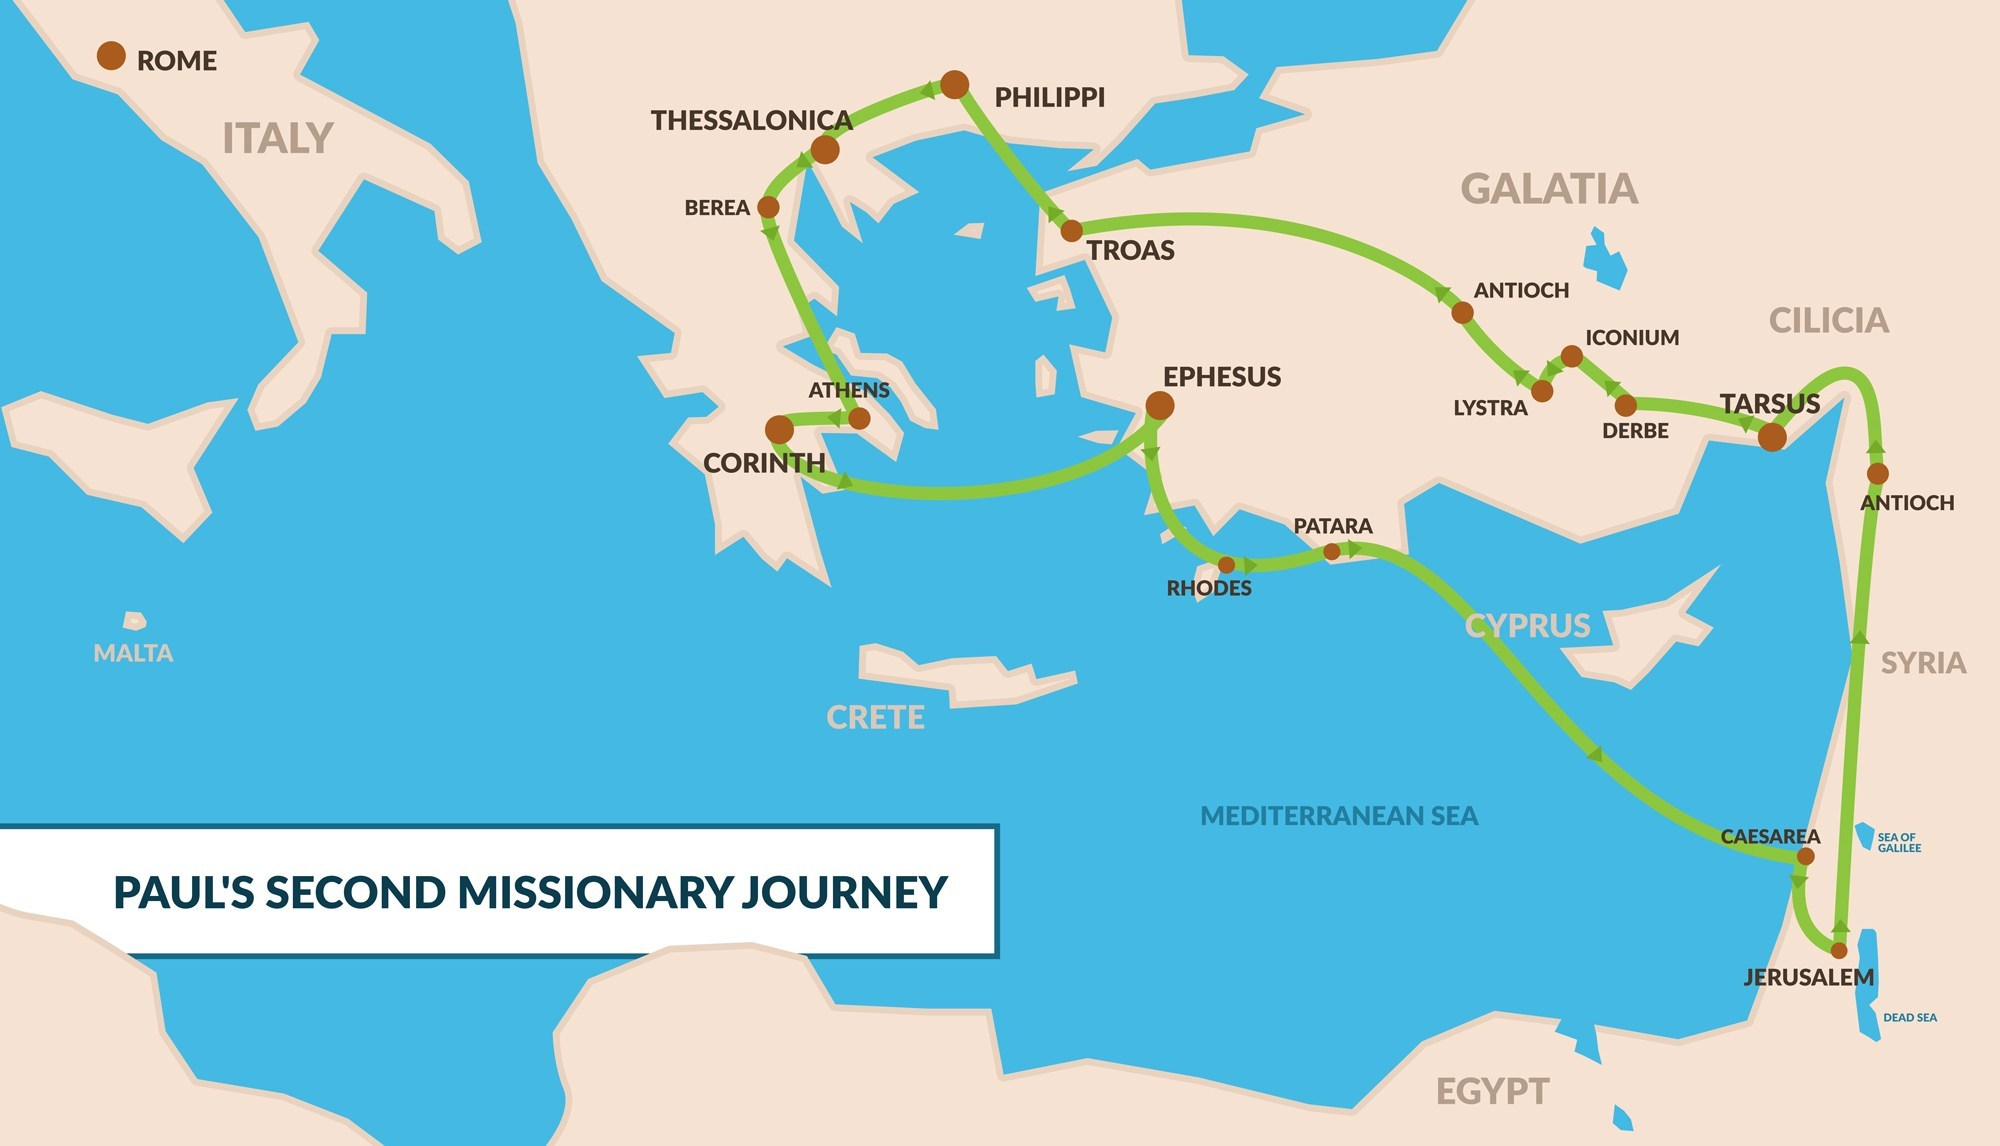 ROME
PHILIPPI
THESSALONICA
ITALY
GALATIA
BEREA
TROAS
ANTIOCH
CILICIA
ICONIUM
EPHESUS
ATHENS
TARSUS
LYSTRA
DERBE
CORINTH
ANTIOCH
PATARA
RHODES
CYPRUS
MALTA
SYRIA
CRETE
MEDITERRANEAN SEA
CAESAREA
SEA OF
GALILEE
PAUL'S SECOND MISSIONARY JOURNEY
JERUSALEM
DEAD SEA
EGYPT